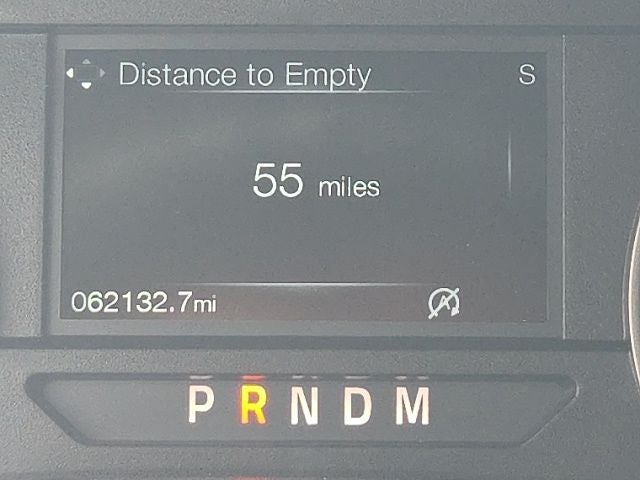 Distance to Empty S
55 miles
062132.7mi A
P R N D M